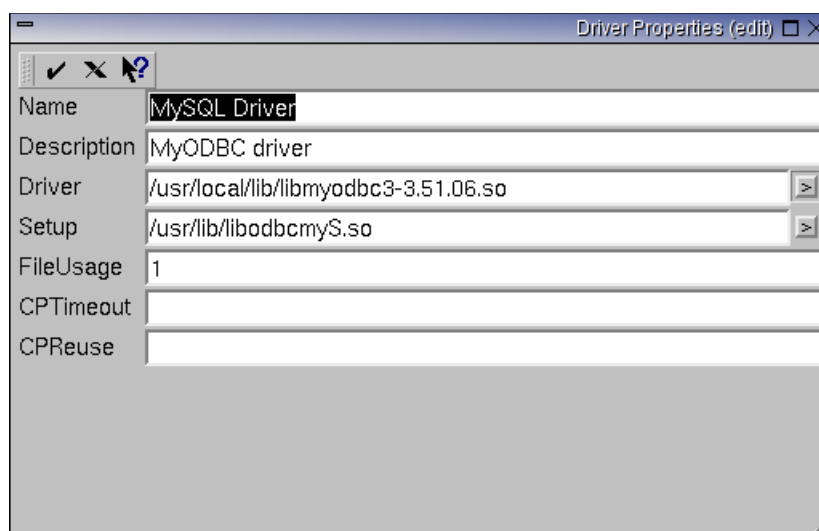 Driver Properties (edit)
Name MySQL Driver
Description MyODBC driver
Driver /usr/local/lib/libmyodbc3-3.51.06.so >
Setup /usr/lib/libodbcmyS.so >
FileUsage 1
CPTimeout
CPReuse